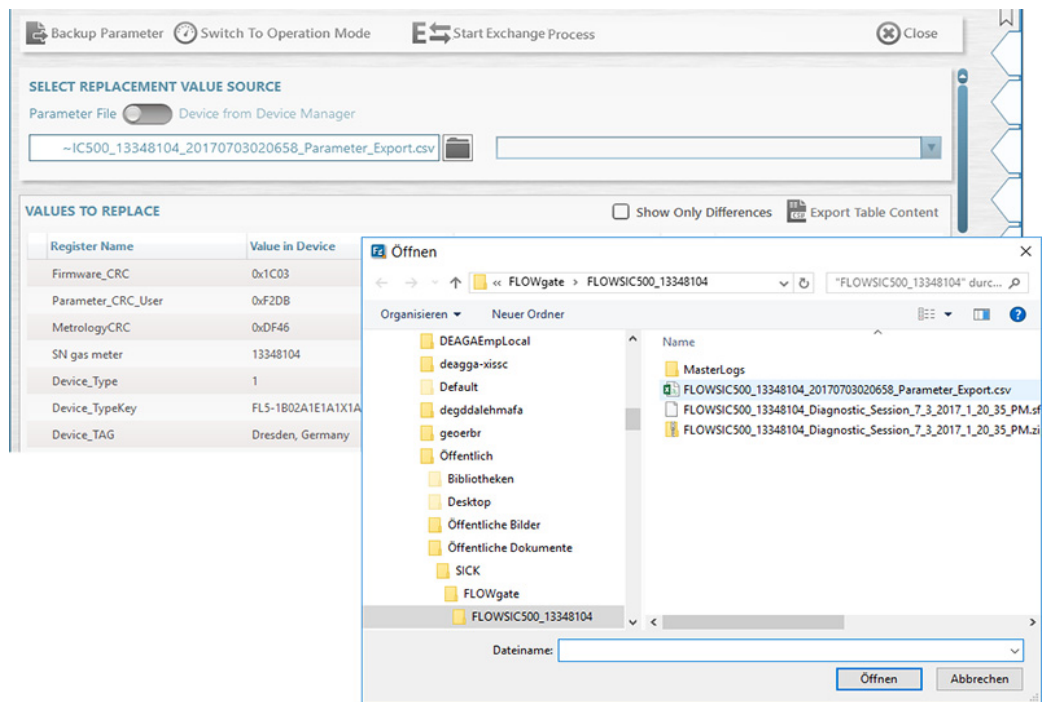 Backup Parameter Switch To Operation Mode E Start Exchange Process Close
SELECT REPLACEMENT VALUE SOURCE
Parameter File Device from Device Manager
~IC500_13348104_20170703020658_Parameter_Export.csv
VALUES TO REPLACE Show Only Differences Export Table Content
Register Name Value in Device
Firmware_CRC 0x1C03
Parameter_CRC_User 0xF2DB
MetrologyCRC 0xDF46
SN gas meter 13348104
Device_Type 1
Device_TypeKey FL5-1B02A1E1A1X1A
Device_TAG Dresden, Germany
Öffnen
« FLOWgate › FLOWSIC500_13348104 "FLOWSIC500_13348104" durc...
Organisieren Neuer Ordner
DEAGAEmpLocal
deagga-xissc
Default
degddalehmafa
geoerbr
Öffentlich
Bibliotheken
Desktop
Öffentliche Bilder
Öffentliche Dokumente
SICK
FLOWgate
FLOWSIC500_13348104
Name
MasterLogs
FLOWSIC500_13348104_20170703020658_Parameter_Export.csv
FLOWSIC500_13348104_Diagnostic_Session_7_3_2017_1_20_35_PM.sf
FLOWSIC500_13348104_Diagnostic_Session_7_3_2017_1_20_35_PM.zi
Dateiname:
Öffnen Abbrechen